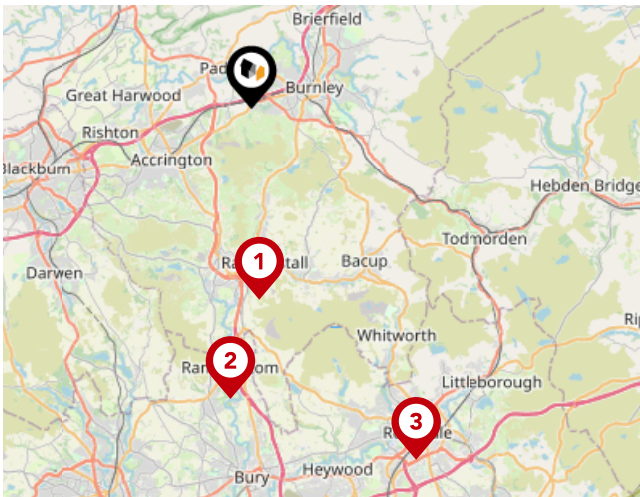 Brierfield
Burnley
Great Harwood
Rishton
Accrington
Blackburn
Hebden Bridge
Todmorden
1
Bacup
Darwen
Whitworth
2
Littleborough
3
Heywood
Bury